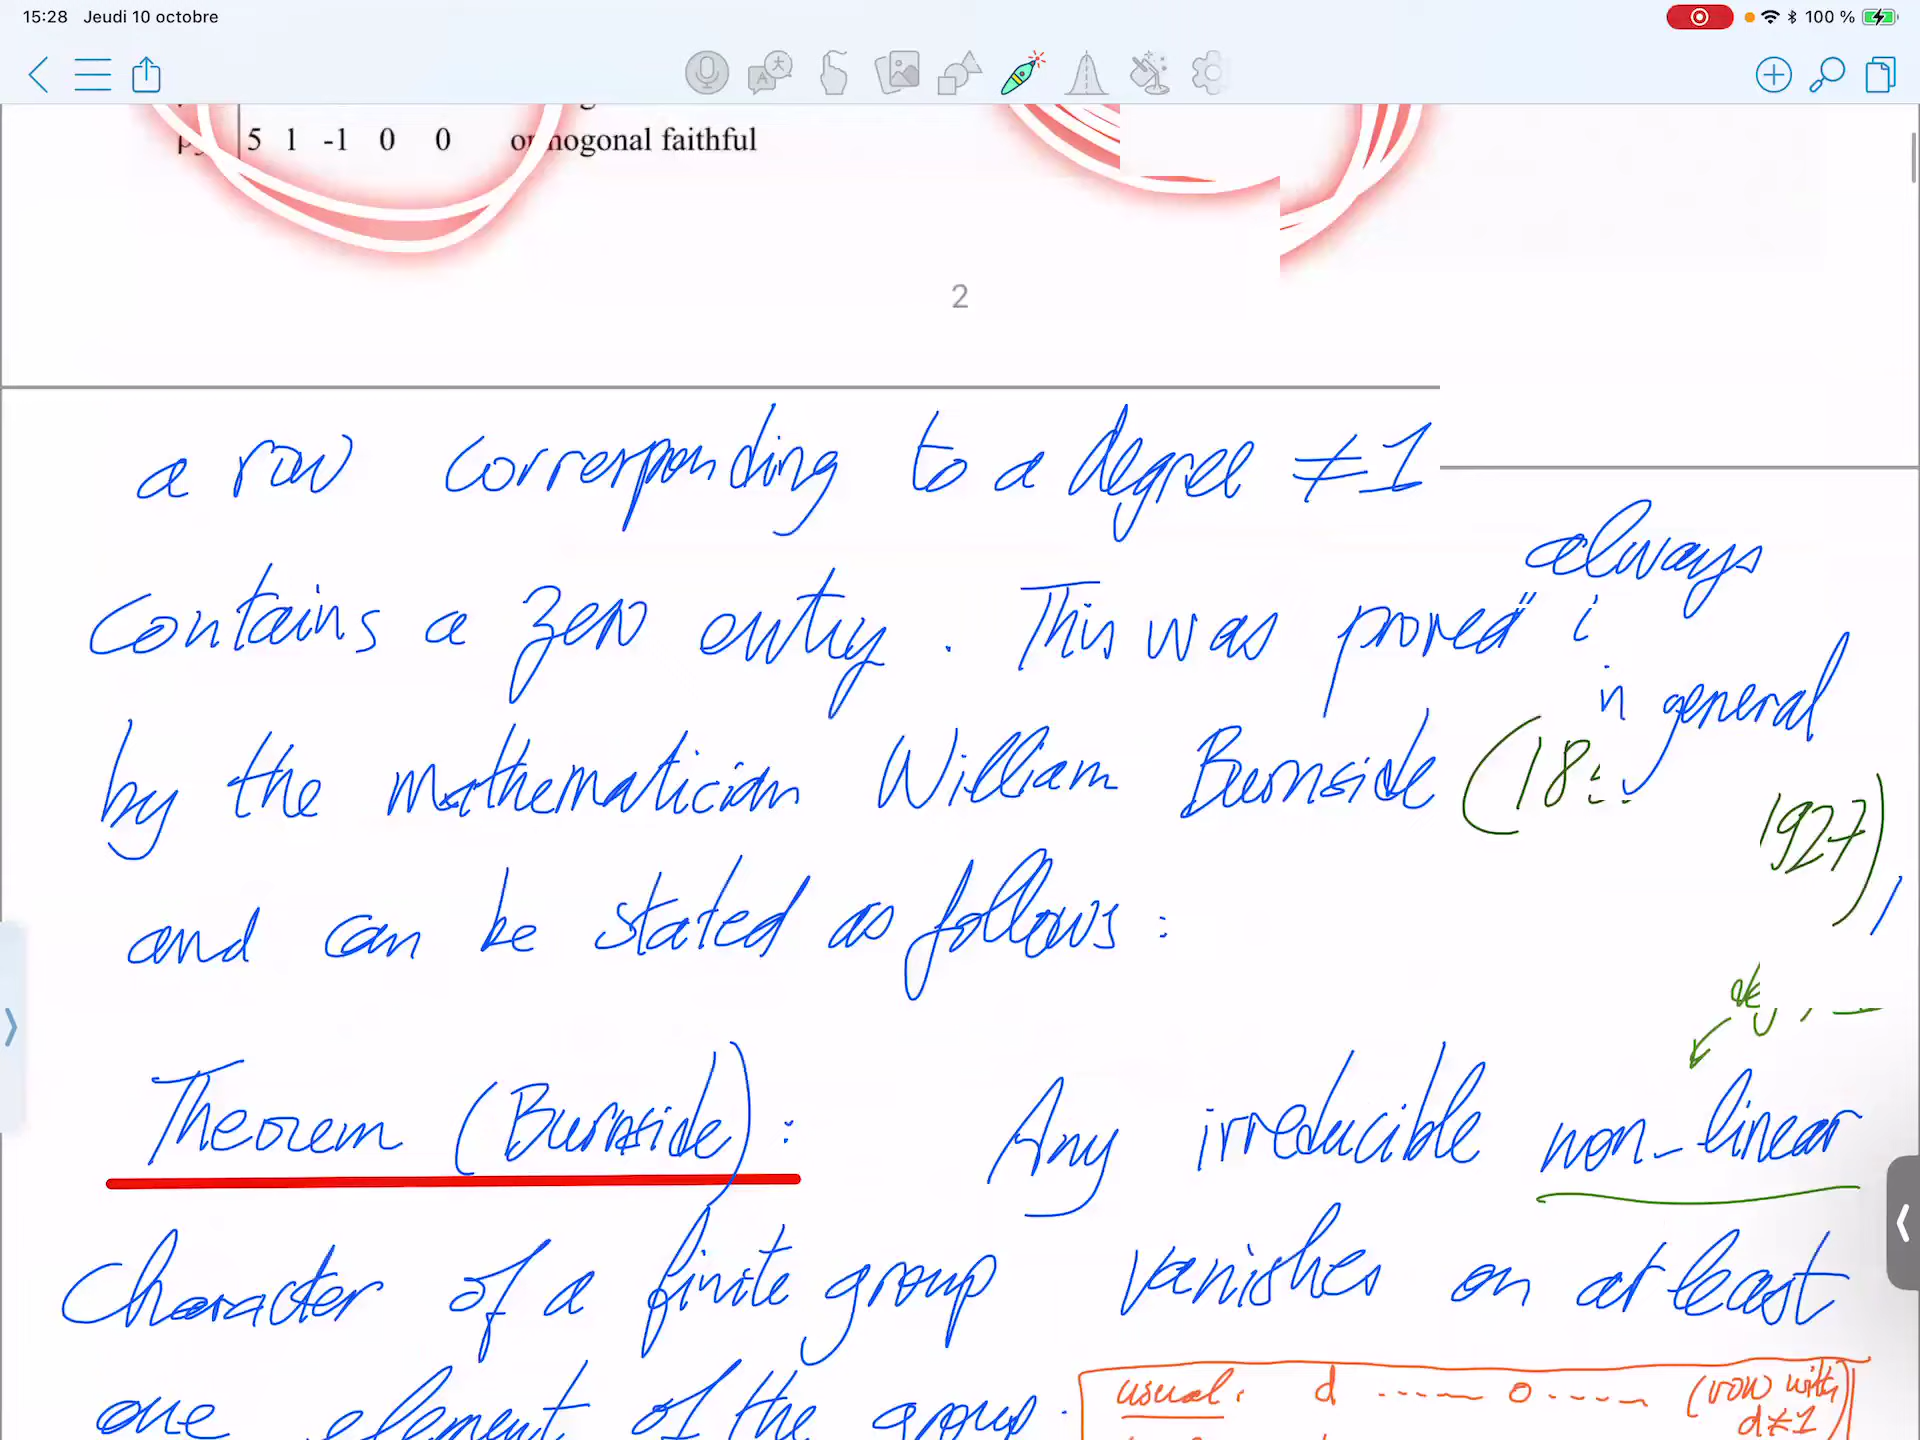 15:28 Jeudi 10 octobre
100 %
5 1 -1 0 0 orthogonal faithful
2
a row corresponding to a degree ≠1
always
contains a zero entry. This was proved
in general
by the mathematician William Burnside (18
1927),
and can be stated as follows:
Theorem (Burnside): Any irreducible non-linear
character of a finite group vanishes on at least
one element of the group.
usual: d ----- 0 ----- (row with
d≠1)